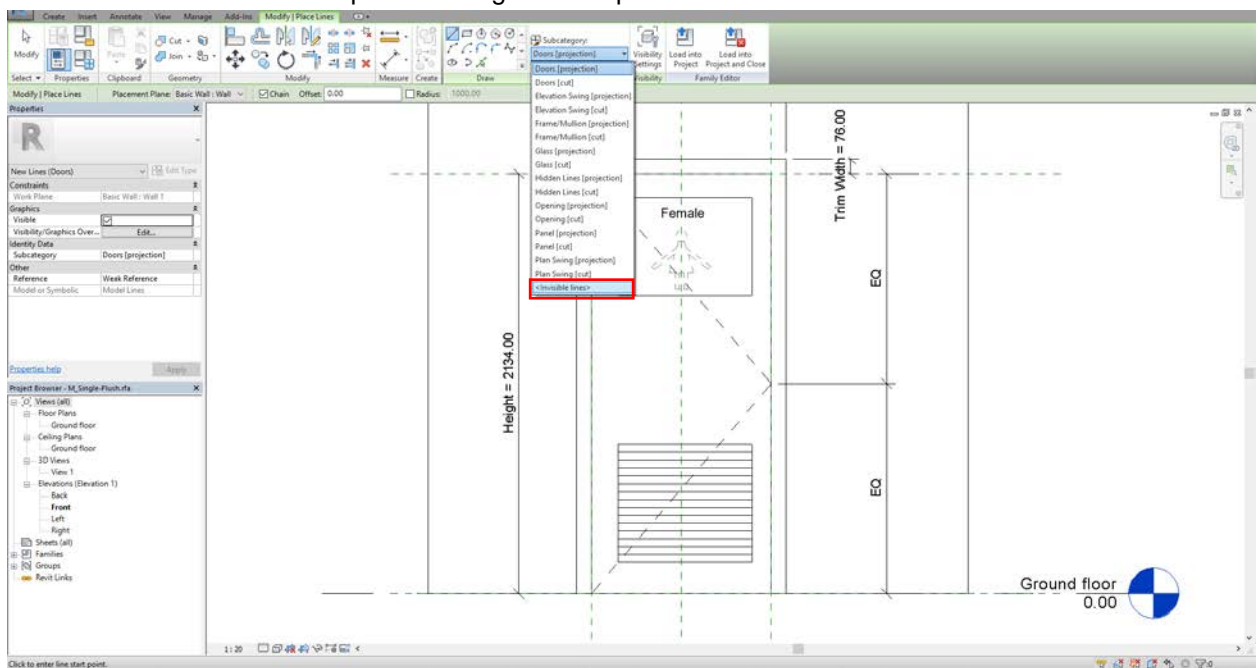 Create Insert Annotate View Manage Add-Ins Modify | Place Lines
Modify
Paste
Cut
Join
Subcategory:
Doors [projection]
Visibility Settings
Load into Project
Load into Project and Close
Select Properties Clipboard Geometry Modify Measure Create Draw Visibility Family Editor
Modify | Place Lines Placement Plane: Basic Wall : Wall Chain Offset: 0.00 Radius: 1000.00
Doors [projection]
Doors [cut]
Elevation Swing [projection]
Elevation Swing [cut]
Frame/Mullion [projection]
Frame/Mullion [cut]
Glass [projection]
Glass [cut]
Hidden Lines [projection]
Hidden Lines [cut]
Opening [projection]
Opening [cut]
Panel [projection]
Panel [cut]
Plan Swing [projection]
Plan Swing [cut]
<Invisible lines>
Properties
New Lines (Doors) Edit Type
Constraints
Work Plane Basic Wall : Wall 1
Graphics
Visible
Visibility/Graphics Over... Edit...
Identity Data
Subcategory Doors [projection]
Other
Reference Weak Reference
Model or Symbolic Model Lines
Properties help Apply
Project Browser - M_Single-Flush.rfa
Views (all)
Floor Plans
Ground floor
Ceiling Plans
Ground floor
3D Views
View 1
Elevations (Elevation 1)
Back
Front
Left
Right
Sheets (all)
Families
Groups
Revit Links
Trim Width = 76.00
Female
EQ
Height = 2134.00
EQ
Ground floor
0.00
1 : 20
Click to enter line start point.